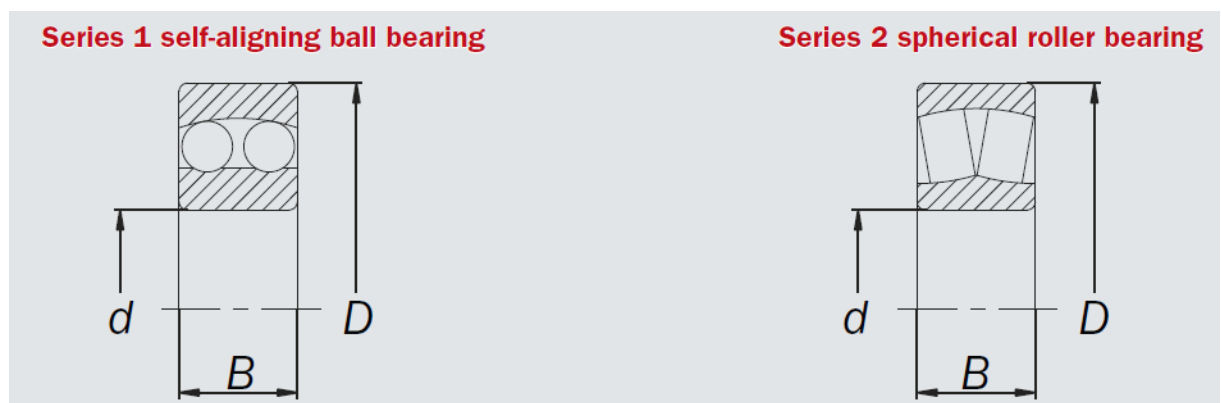 Series 1 self-aligning ball bearing
Series 2 spherical roller bearing
d
D
B
d
D
B